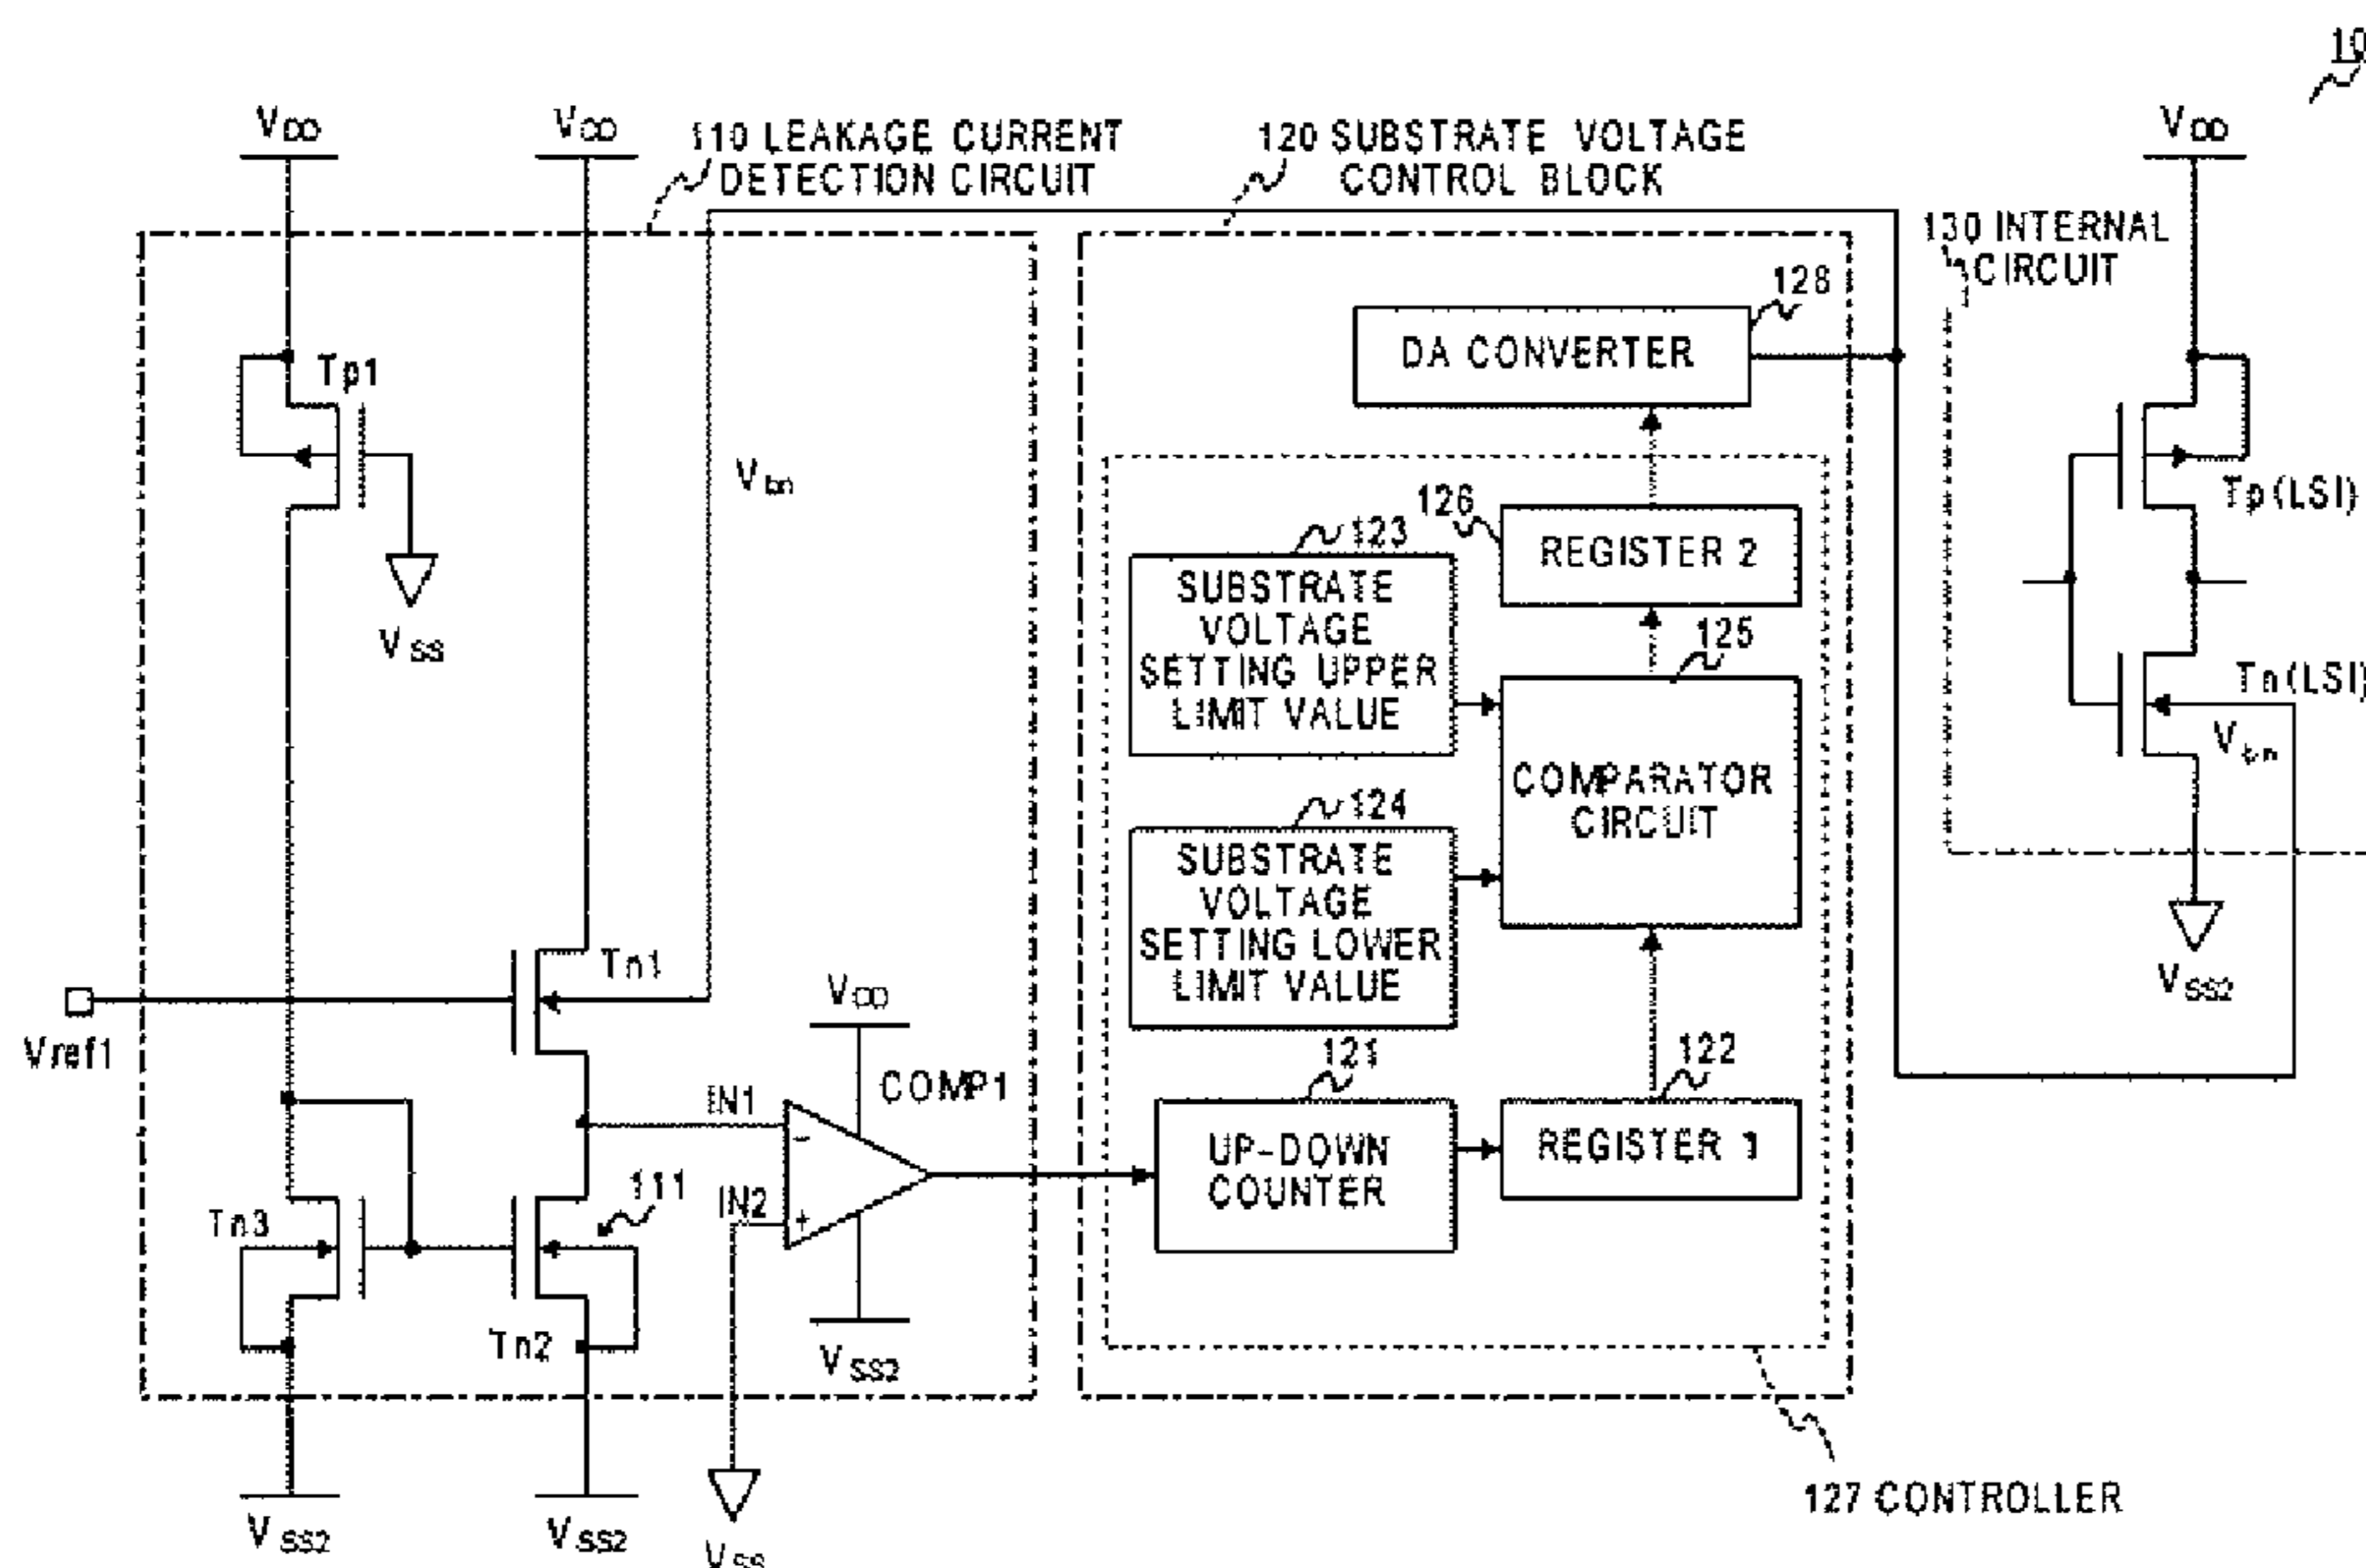 10
VDD
VDD
110 LEAKAGE CURRENT
DETECTION CIRCUIT
120 SUBSTRATE VOLTAGE
CONTROL BLOCK
VDD
130 INTERNAL
CIRCUIT
128
DA CONVERTER
Tp1
Vbn
VSS
126
REGISTER 2
Tp(LSI)
123
SUBSTRATE
VOLTAGE
SETTING UPPER
LIMIT VALUE
125
COMPARATOR
CIRCUIT
Tn(LSI)
Vbn
124
SUBSTRATE
VOLTAGE
SETTING LOWER
LIMIT VALUE
VSS2
Tn1
Vref1
VDD
COMP1
IN1
-
IN2
+
121
UP-DOWN
COUNTER
122
REGISTER 1
111
Tn3
Tn2
VSS2
VSS2
VSS2
VSS
127 CONTROLLER